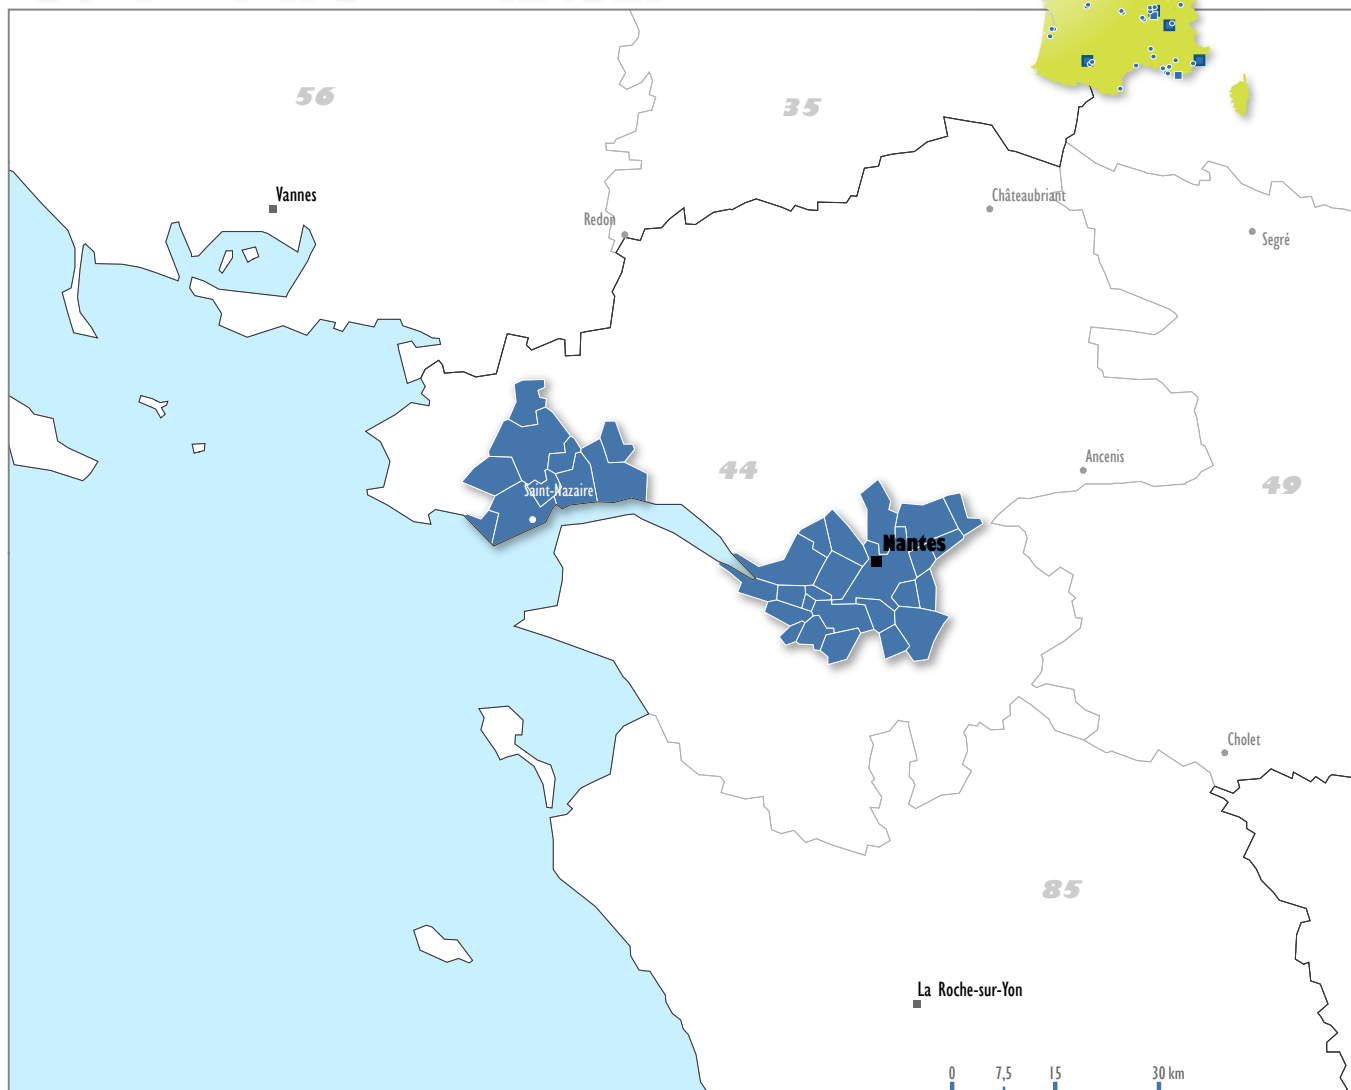 56
35
Vannes
Châteaubriant
Redon
Segré
44
Ancenis
49
Saint-Nazaire
Nantes
Cholet
85
La Roche-sur-Yon
0 7,5 15 30 km